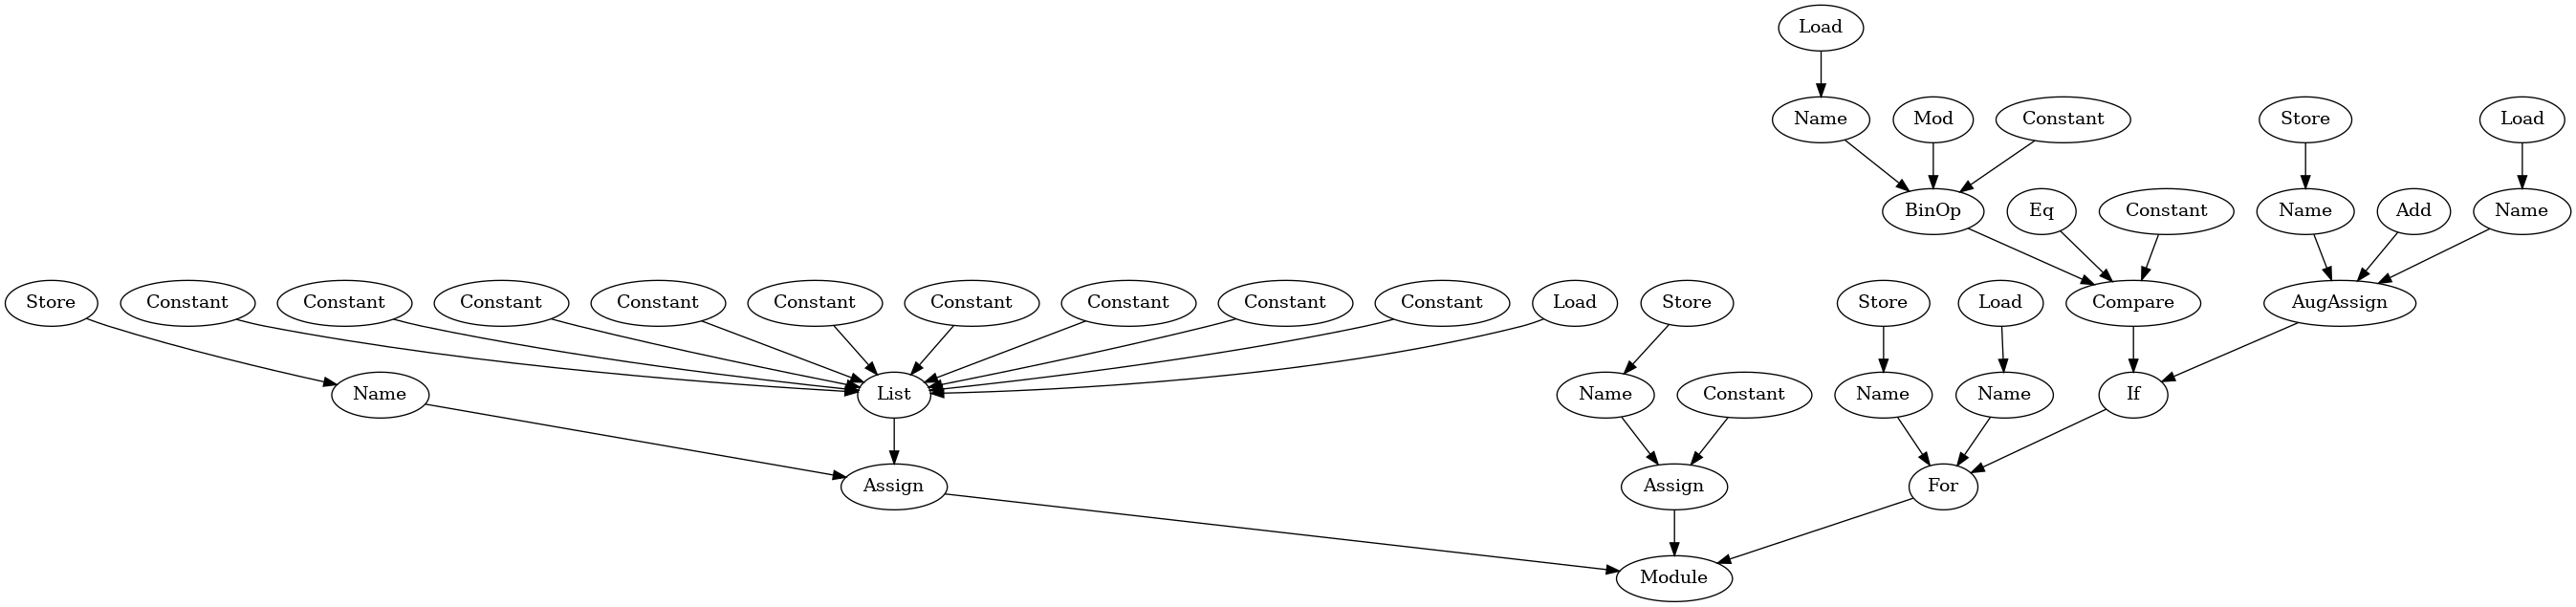 Load
Name Mod Constant Store Load
BinOp Eq Constant Name Add Name
Store Constant Constant Constant Constant Constant Constant Constant Constant Constant Load Store Store Load Compare AugAssign
Name List Name Constant Name Name If
Assign Assign For
Module